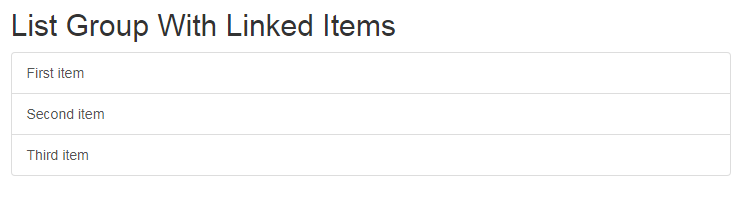 List Group With Linked Items
First item
Second item
Third item